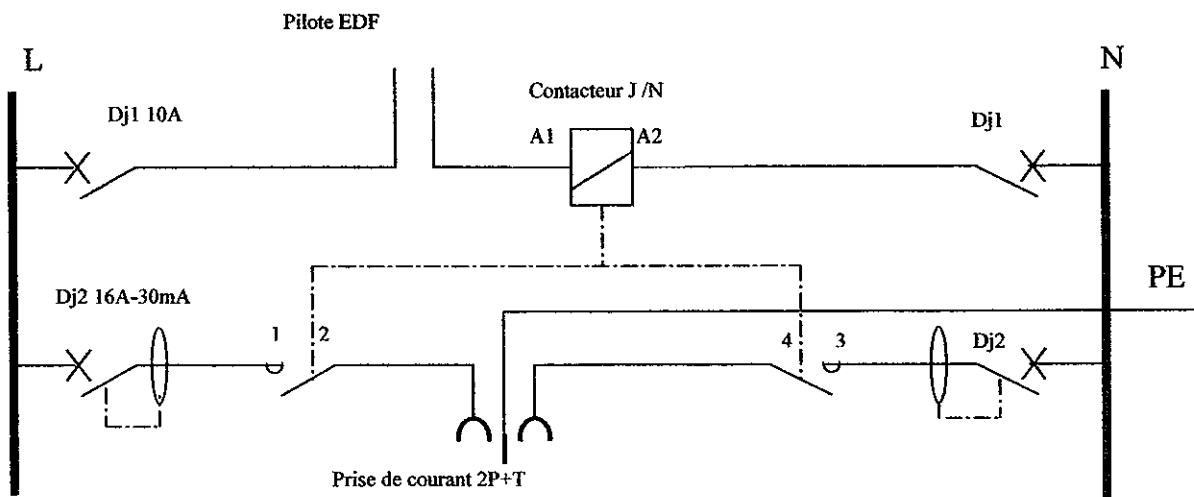 Pilote EDF
L
N
Contacteur J /N
Dj1 10A
A1
A2
Dj1
PE
Dj2 16A-30mA
1
2
4
3
Dj2
Prise de courant 2P+T